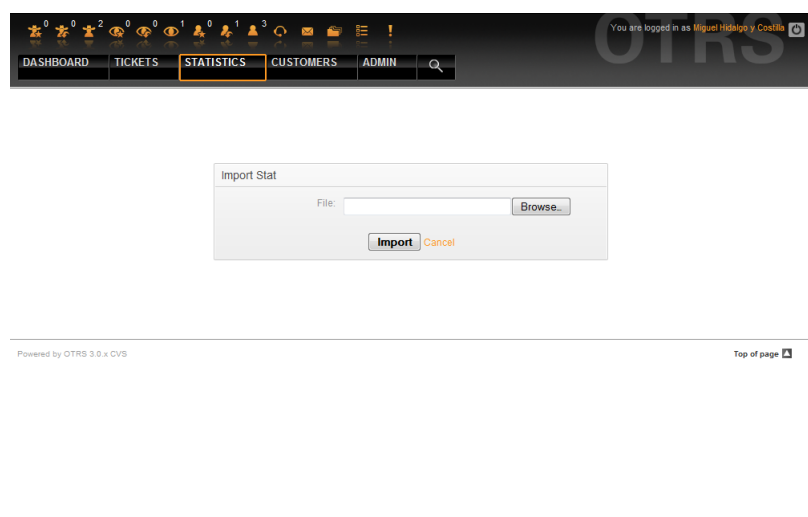 0 0 2 0 0 1 0 1 3
OTRS
You are logged in as Miguel Hidalgo y Costilla
DASHBOARD TICKETS STATISTICS CUSTOMERS ADMIN
Import Stat
File: Browse...
Import Cancel
Powered by OTRS 3.0.x CVS
Top of page